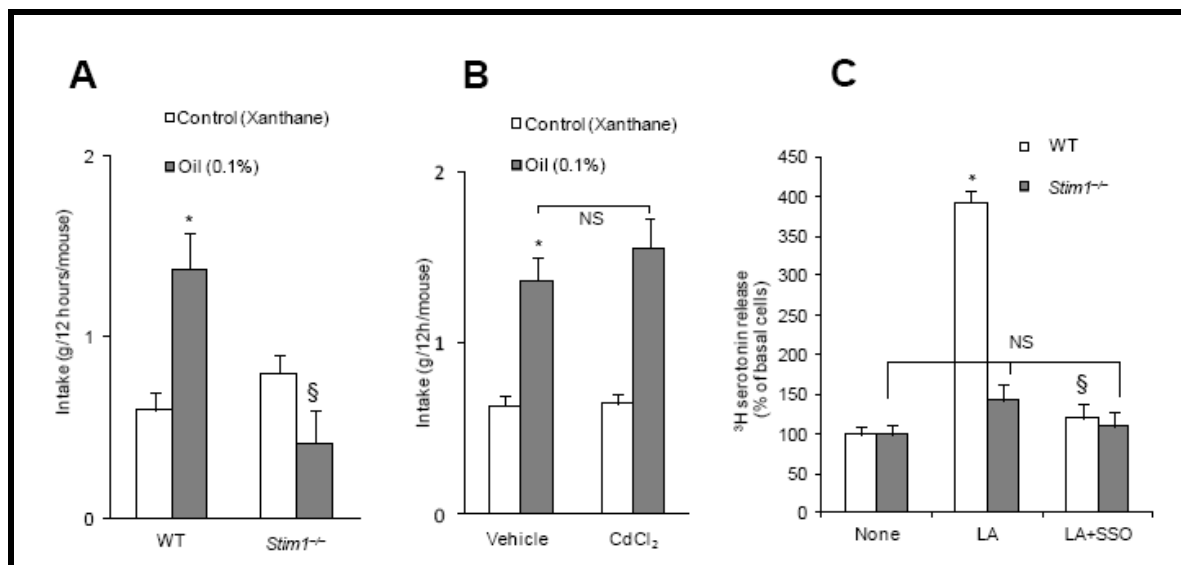 A
Control (Xanthane)
Oil (0.1%)
2
1
0
Intake (g/12 hours/mouse)
*
§
WT
Stim1⁻/⁻
B
Control (Xanthane)
Oil (0.1%)
2
1
0
Intake (g/12h/mouse)
NS
*
Vehicle
CdCl₂
C
WT
Stim1⁻/⁻
450
400
350
300
250
200
150
100
50
0
³H serotonin release
(% of basal cells)
*
NS
§
None
LA
LA+SSO